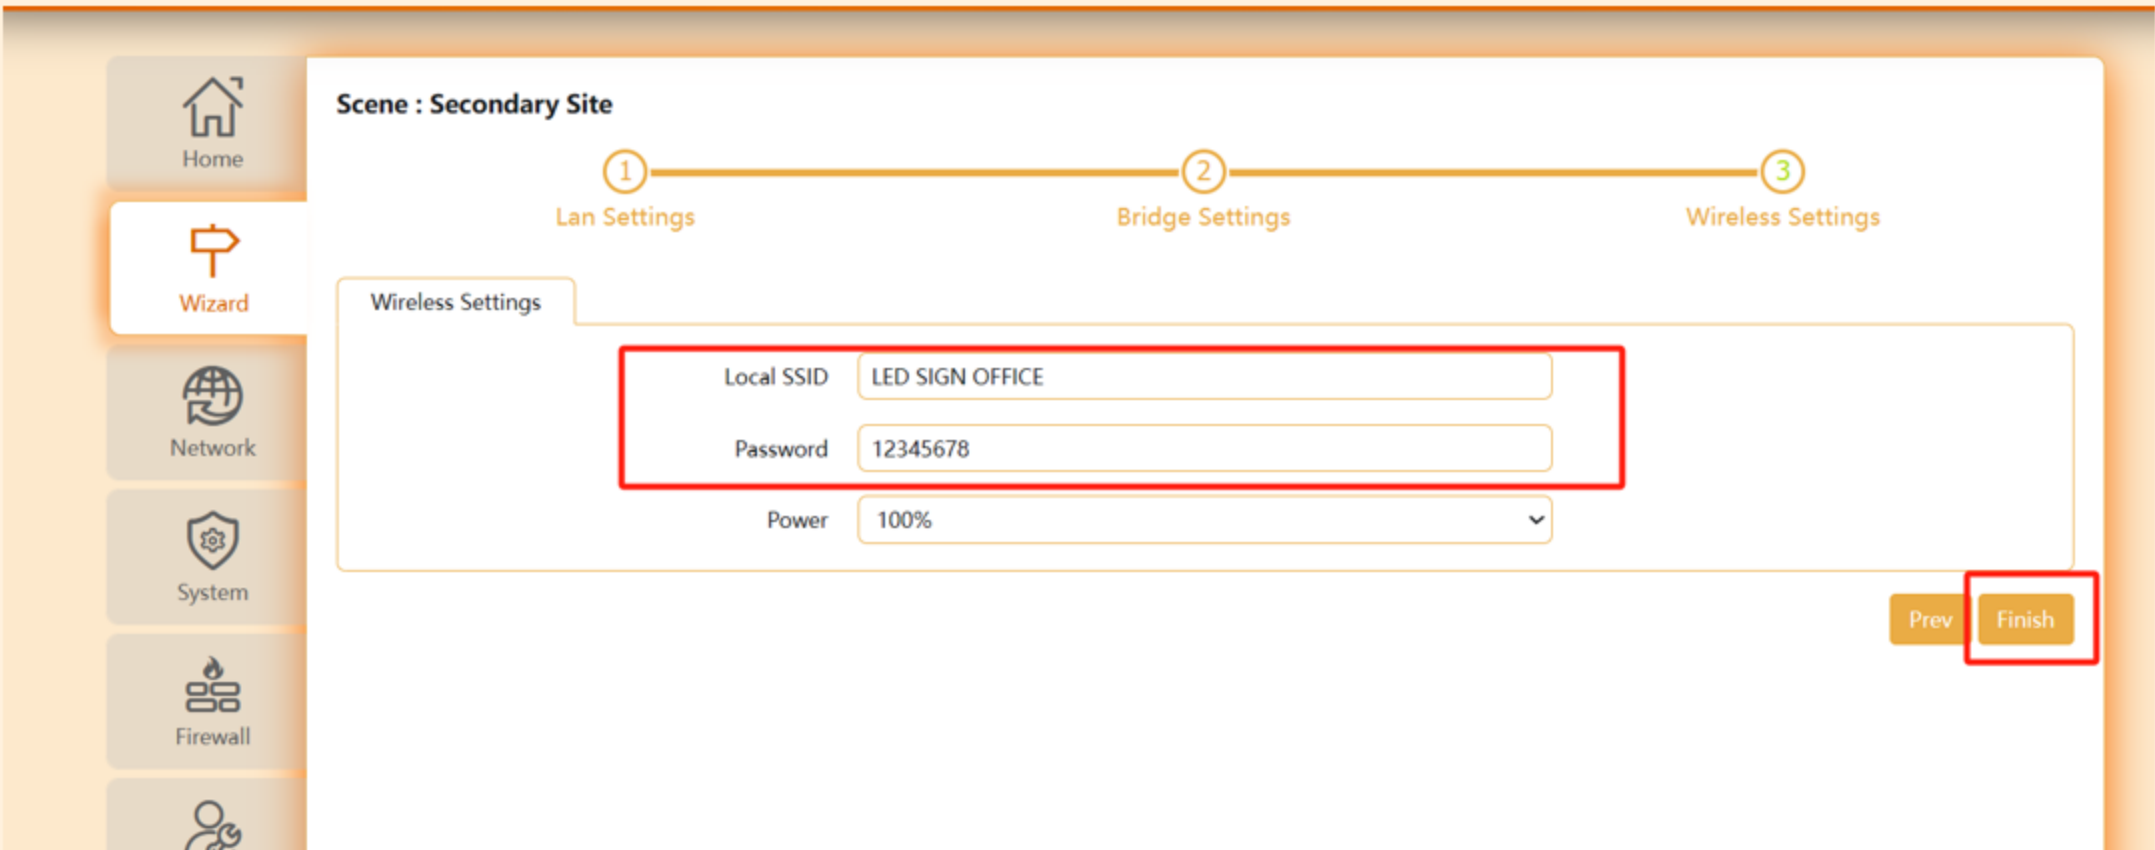 Home
Wizard
Network
System
Firewall
Scene : Secondary Site
1
2
3
Lan Settings
Bridge Settings
Wireless Settings
Wireless Settings
Local SSID LED SIGN OFFICE
Password 12345678
Power 100%
Prev Finish